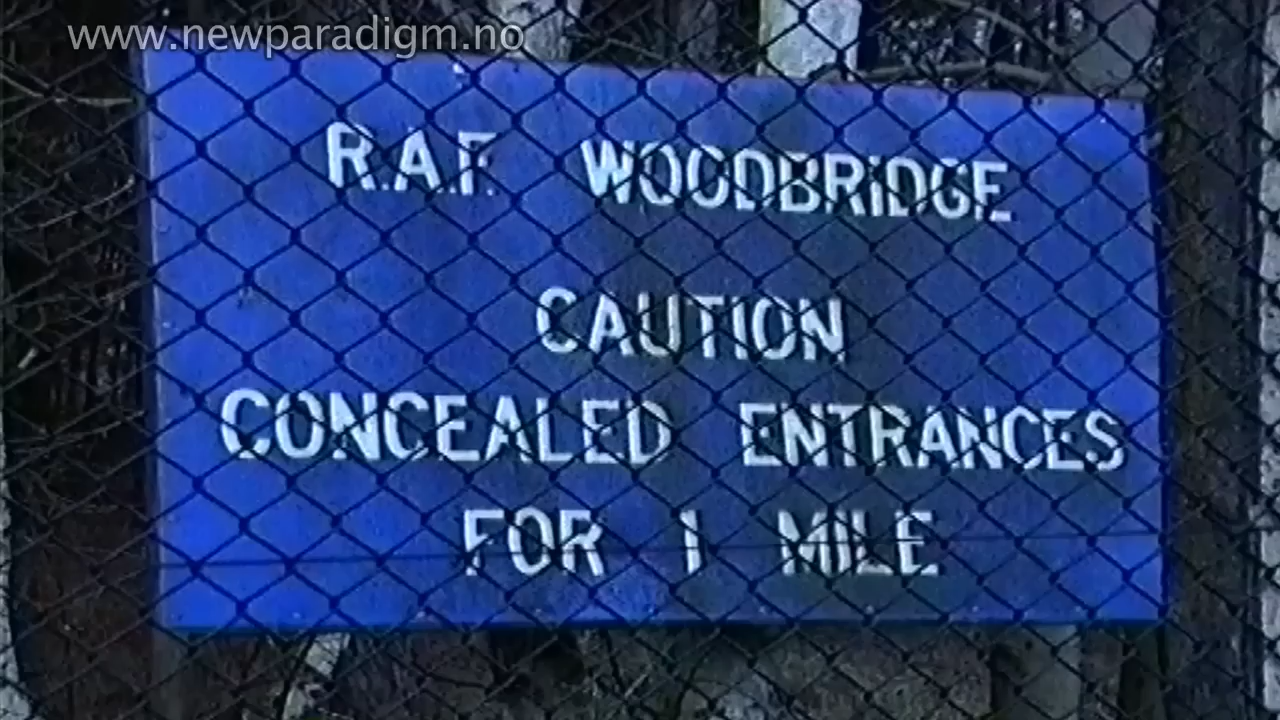 www.newparadigm.no
R.A.F. WOODBRIDGE
CAUTION
CONCEALED ENTRANCES
FOR 1 MILE